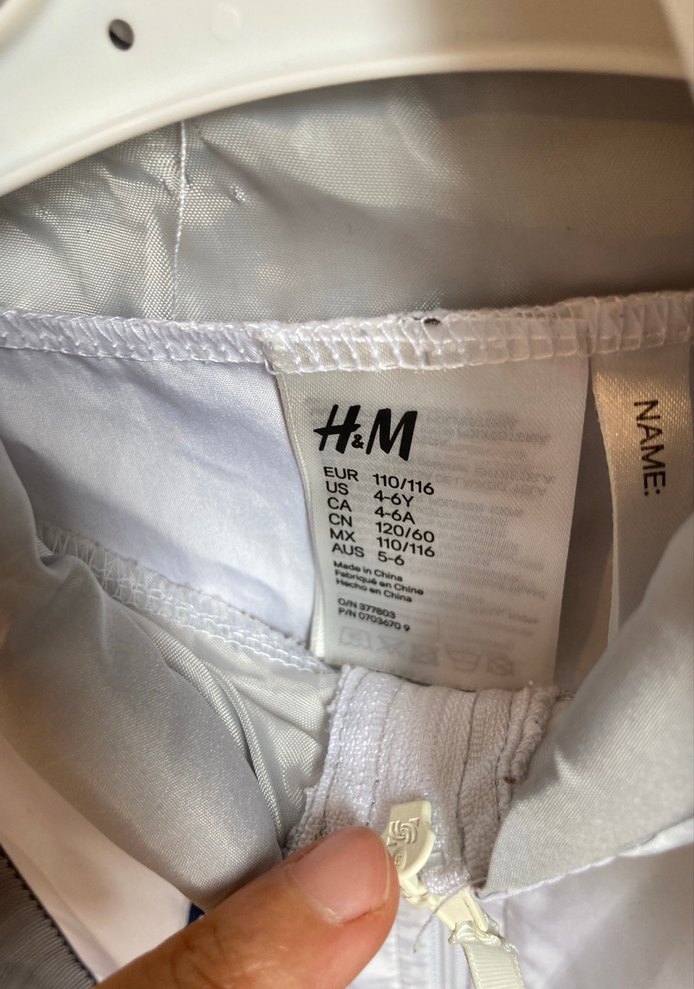 H&M
EUR 110/116
US 4-6Y
CA 4-6A
CN 120/60
MX 110/116
AUS 5-6
Made in China
Fabriqué en Chine
Hecho en China
O/N 377803
P/N 0703670 9
NAME: